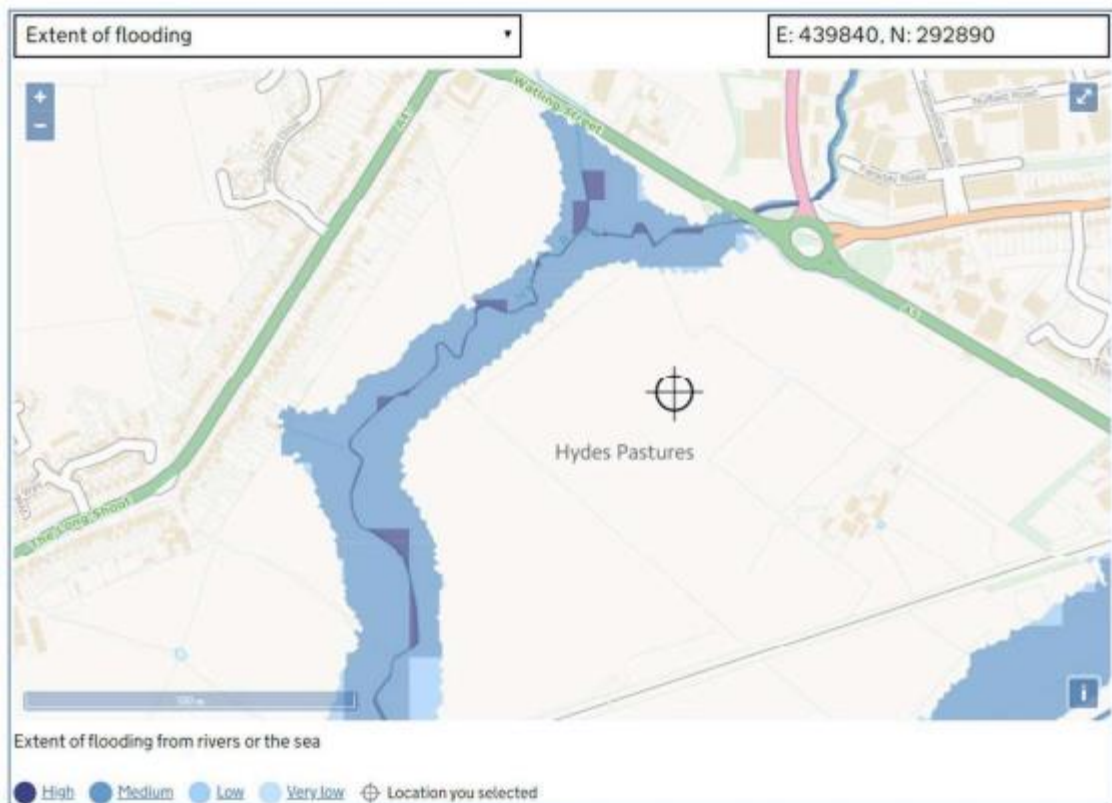 Extent of flooding
E: 439840, N: 292890
+
−
Watling Street
A5
Hydes Pastures
The Long Shoot
i
Extent of flooding from rivers or the sea
High Medium Low Very low Location you selected